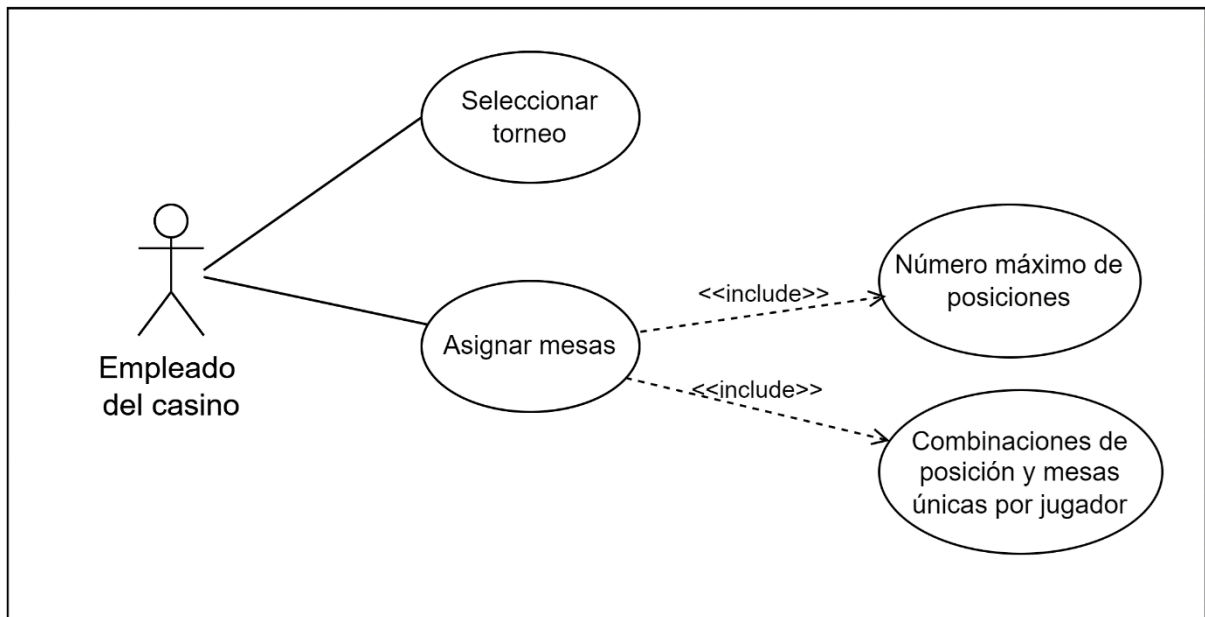 Seleccionar
torneo
Número máximo de
posiciones
<<include>>
Asignar mesas
Empleado
del casino
<<include>>
Combinaciones de
posición y mesas
únicas por jugador